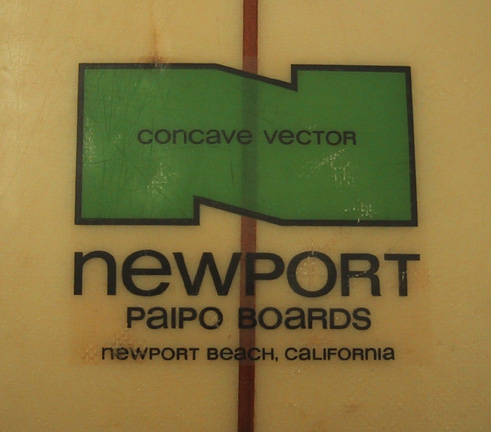 concave vector
newport
paipo boards
newport beach, california